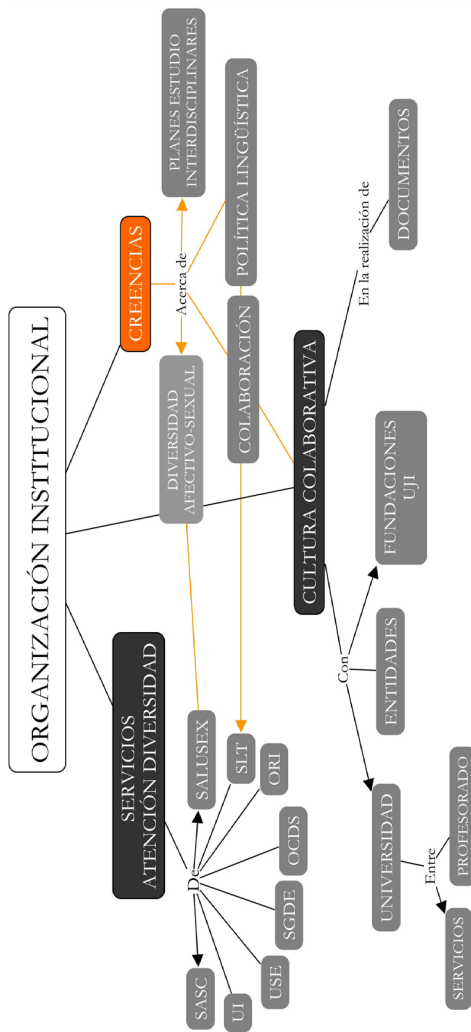 ORGANIZACIÓN INSTITUCIONAL
SERVICIOS
ATENCIÓN DIVERSIDAD
CREENCIAS
De
Acerca de
SASC
UI
USE
SGDE
OCDS
ORI
SLT
SALUSEX
DIVERSIDAD
AFECTIVO-SEXUAL
PLANES ESTUDIO
INTERDISCIPLINARES
COLABORACIÓN
POLÍTICA LINGÜÍSTICA
CULTURA COLABORATIVA
Con
En la realización de
UNIVERSIDAD
ENTIDADES
FUNDACIONES
UJI
DOCUMENTOS
Entre
SERVICIOS
PROFESORADO